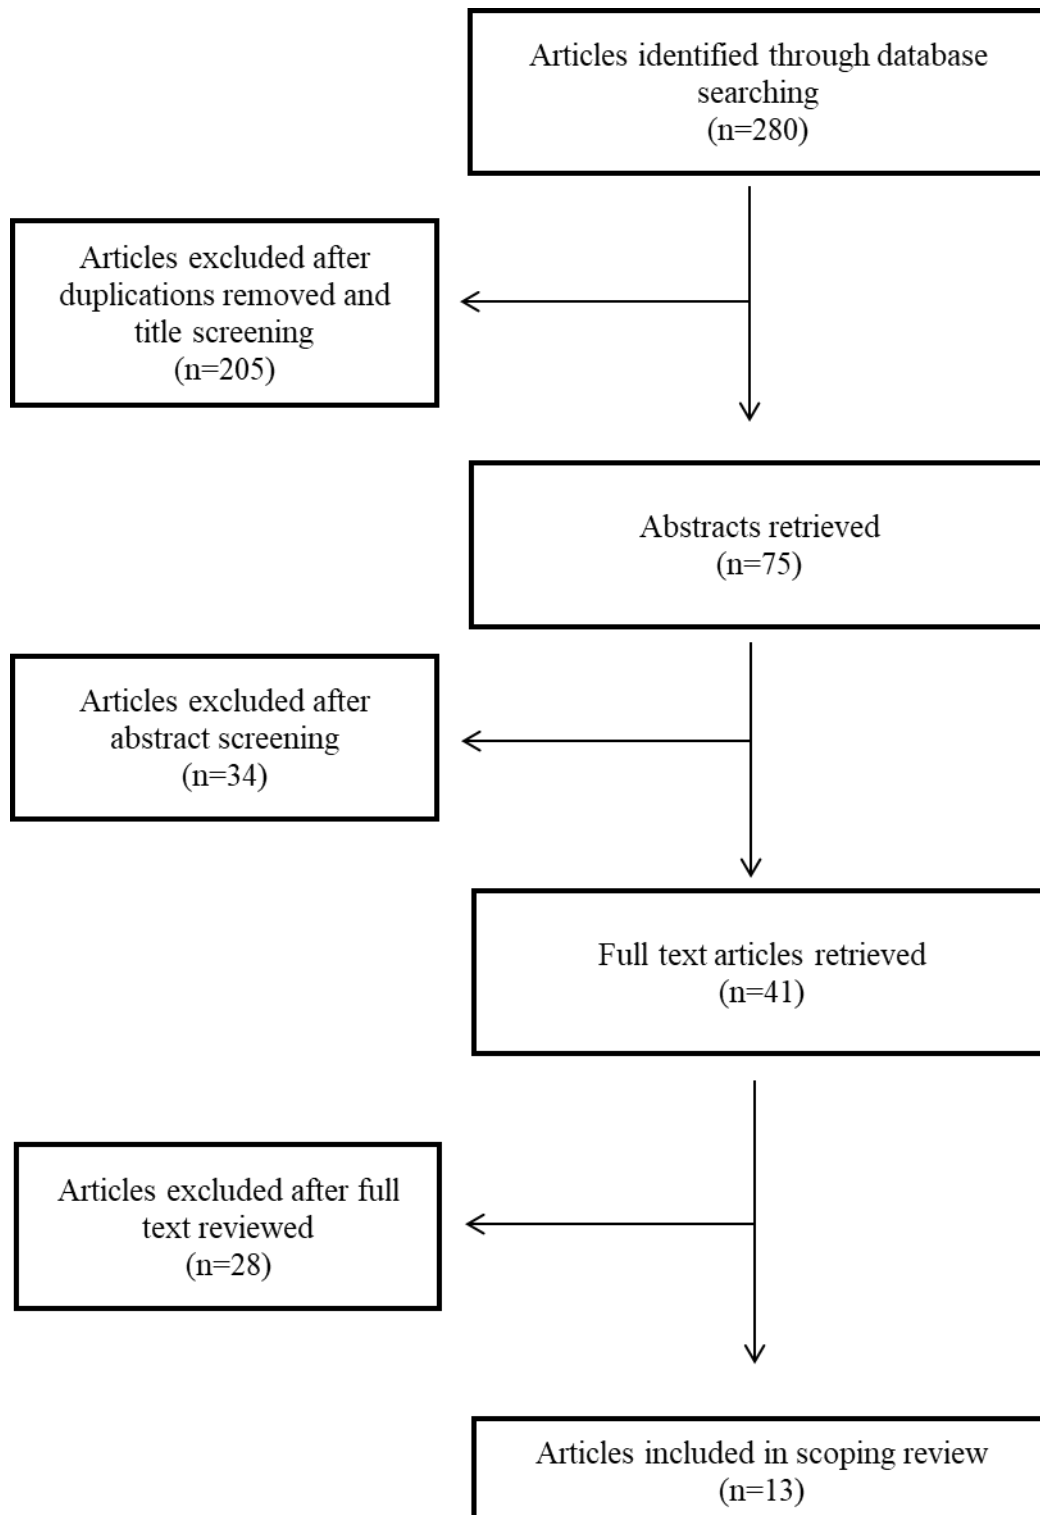 Articles identified through database
searching
(n=280)
Articles excluded after
duplications removed and
title screening
(n=205)
Abstracts retrieved
(n=75)
Articles excluded after
abstract screening
(n=34)
Full text articles retrieved
(n=41)
Articles excluded after full
text reviewed
(n=28)
Articles included in scoping review
(n=13)